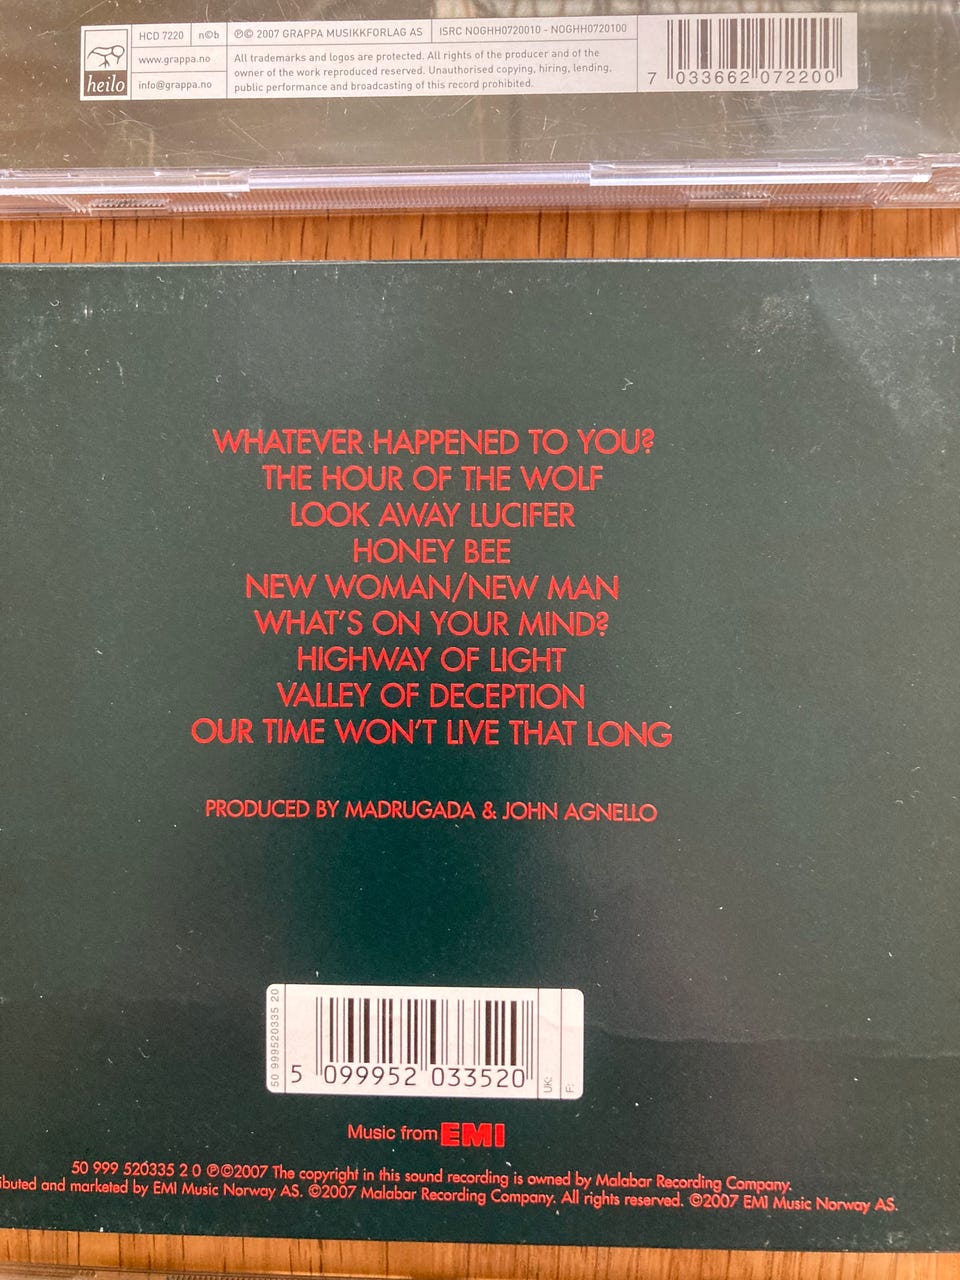 HCD 7220
n©b
℗© 2007 GRAPPA MUSIKKFORLAG AS
ISRC NOGHH0720010 - NOGHH0720100
www.grappa.no
info@grappa.no
heilo
All trademarks and logos are protected. All rights of the producer and of the
owner of the work reproduced reserved. Unauthorised copying, hiring, lending,
public performance and broadcasting of this record prohibited.
7 033662 072200
WHATEVER HAPPENED TO YOU?
THE HOUR OF THE WOLF
LOOK AWAY LUCIFER
HONEY BEE
NEW WOMAN/NEW MAN
WHAT'S ON YOUR MIND?
HIGHWAY OF LIGHT
VALLEY OF DECEPTION
OUR TIME WON'T LIVE THAT LONG
PRODUCED BY MADRUGADA & JOHN AGNELLO
50 999520335 20
5 099952 033520
UK:
F:
Music from EMI
50 999 520335 2 0 ℗©2007 The copyright in this sound recording is owned by Malabar Recording Company.
and marketed by EMI Music Norway AS. ©2007 Malabar Recording Company. All rights reserved. ©2007 EMI Music Norway AS.